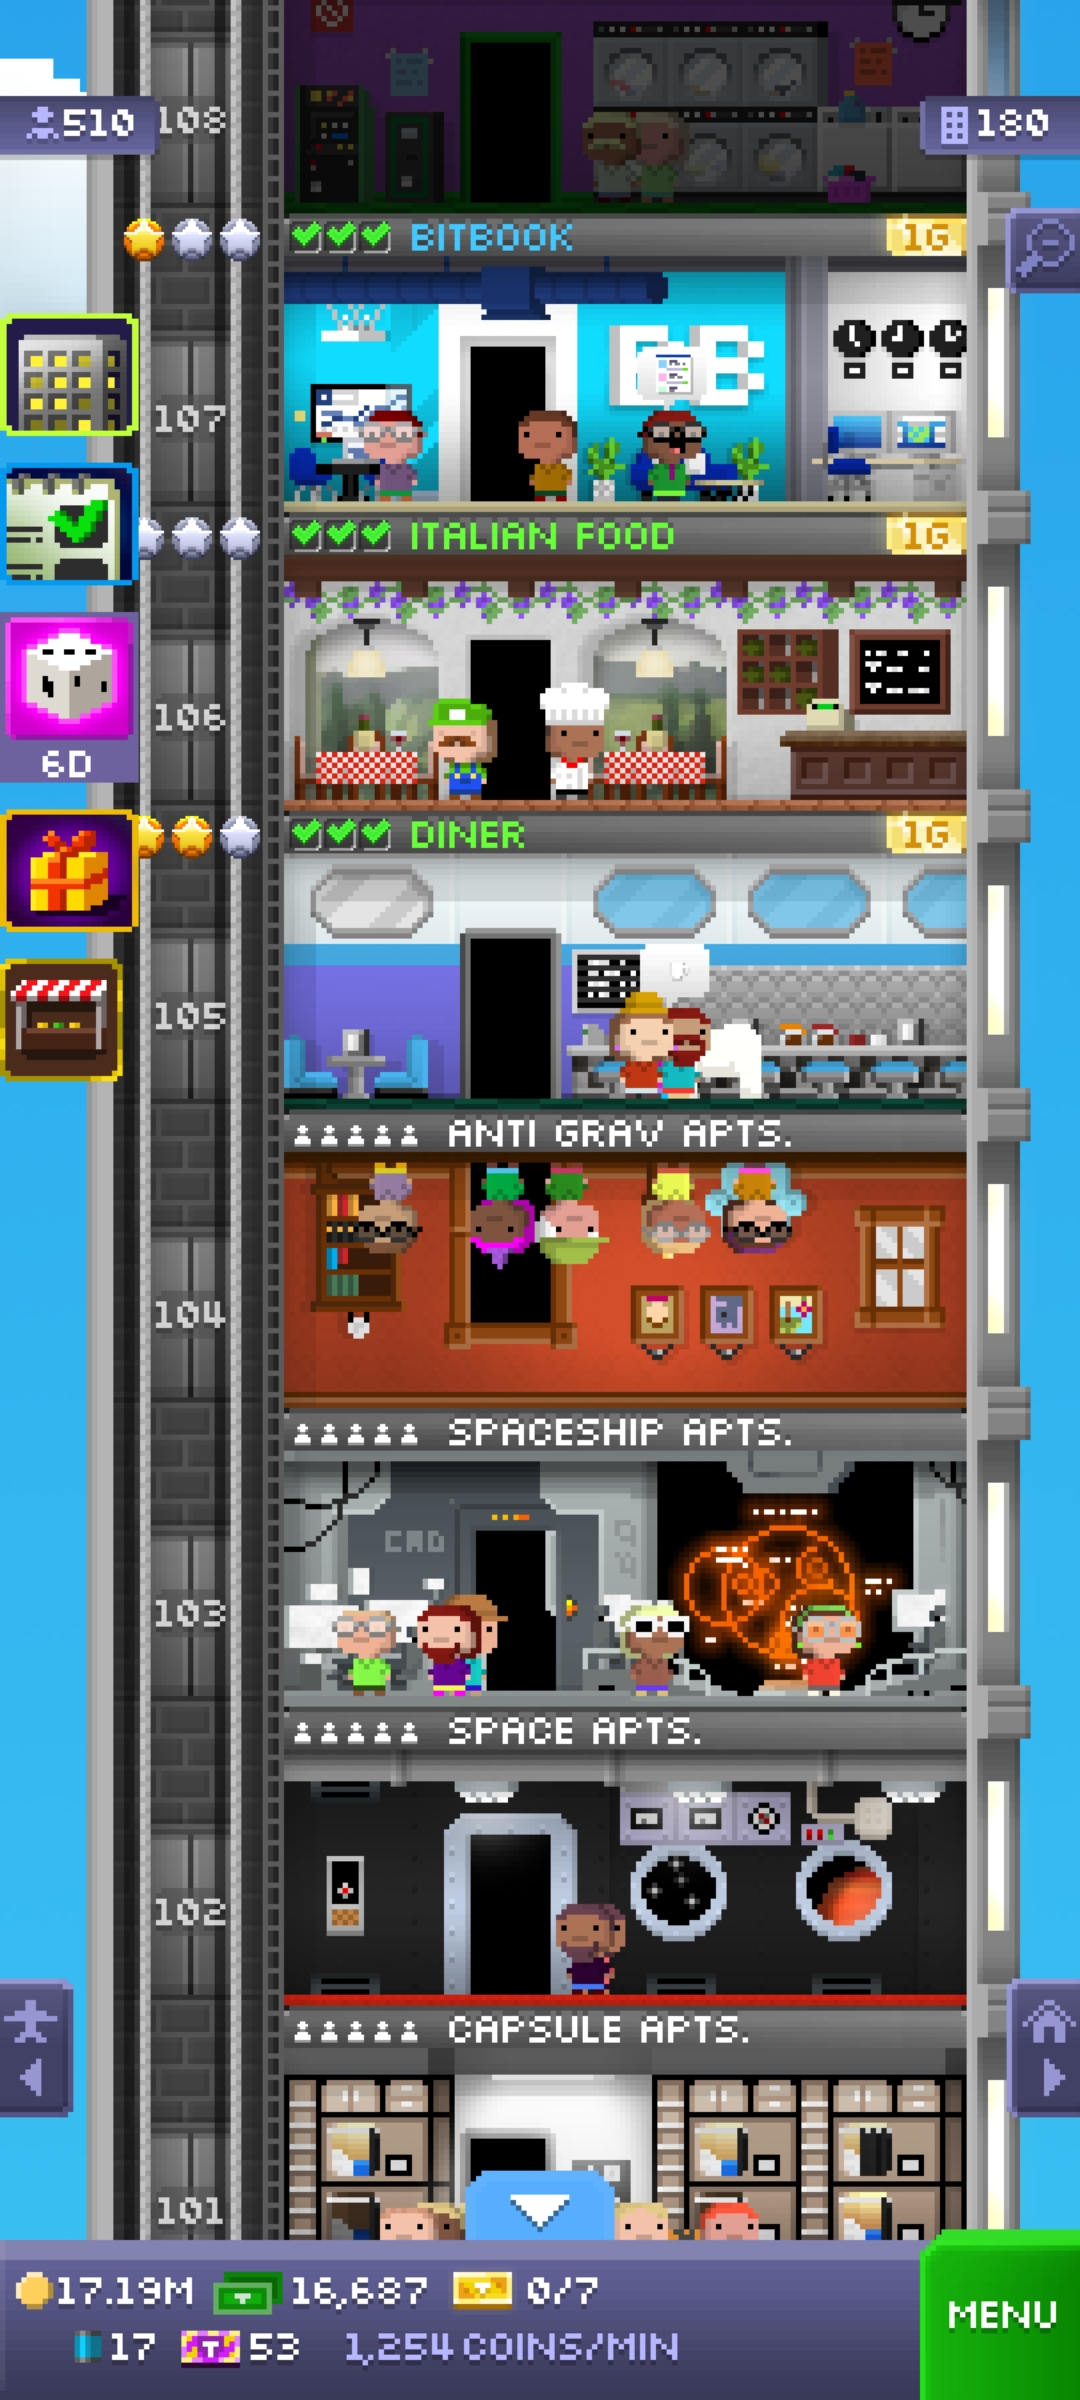 510
108
180
BITBOOK
1G
107
ITALIAN FOOD
1G
106
6D
DINER
1G
105
ANTI GRAV APTS.
104
SPACESHIP APTS.
CMD
103
SPACE APTS.
102
CAPSULE APTS.
101
17.19M
16,687
0/7
MENU
17
53
1,254 COINS/MIN